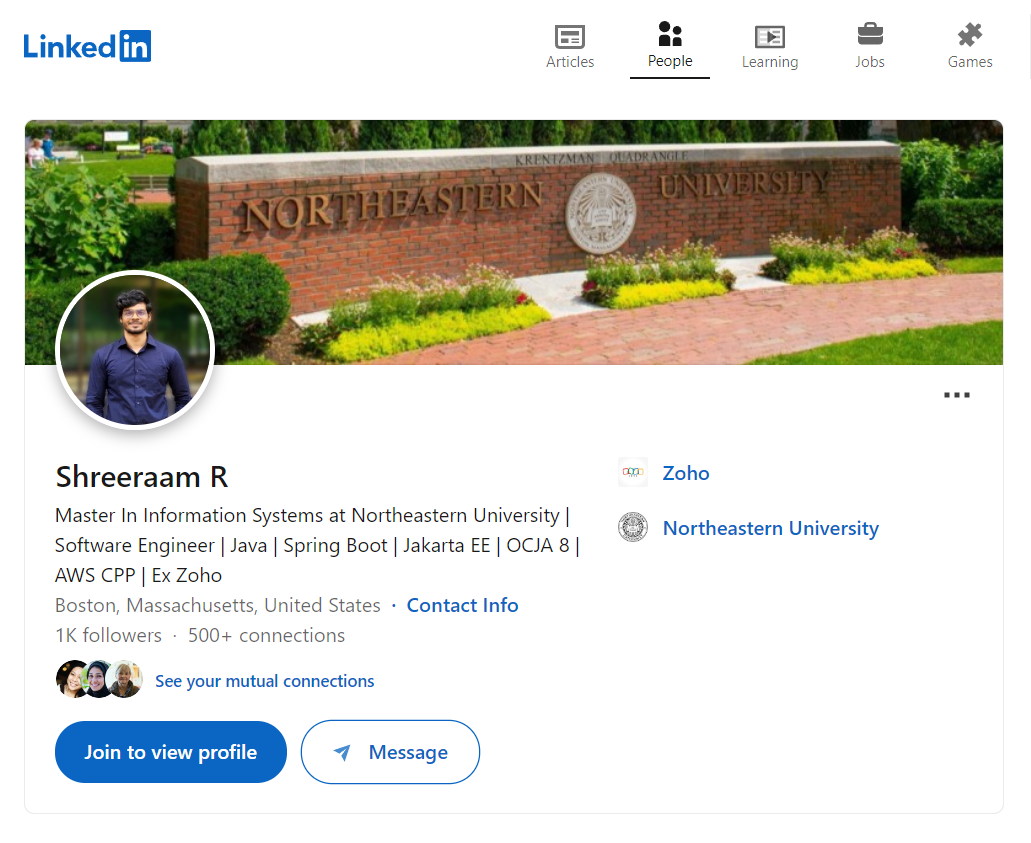 LinkedIn
Articles
People
Learning
Jobs
Games
KRENTZMAN QUADRANGLE
NORTHEASTERN UNIVERSITY
Shreeraam R
Master In Information Systems at Northeastern University |
Software Engineer | Java | Spring Boot | Jakarta EE | OCJA 8 |
AWS CPP | Ex Zoho
Boston, Massachusetts, United States · Contact Info
1K followers · 500+ connections
See your mutual connections
Join to view profile
Message
Zoho
Northeastern University